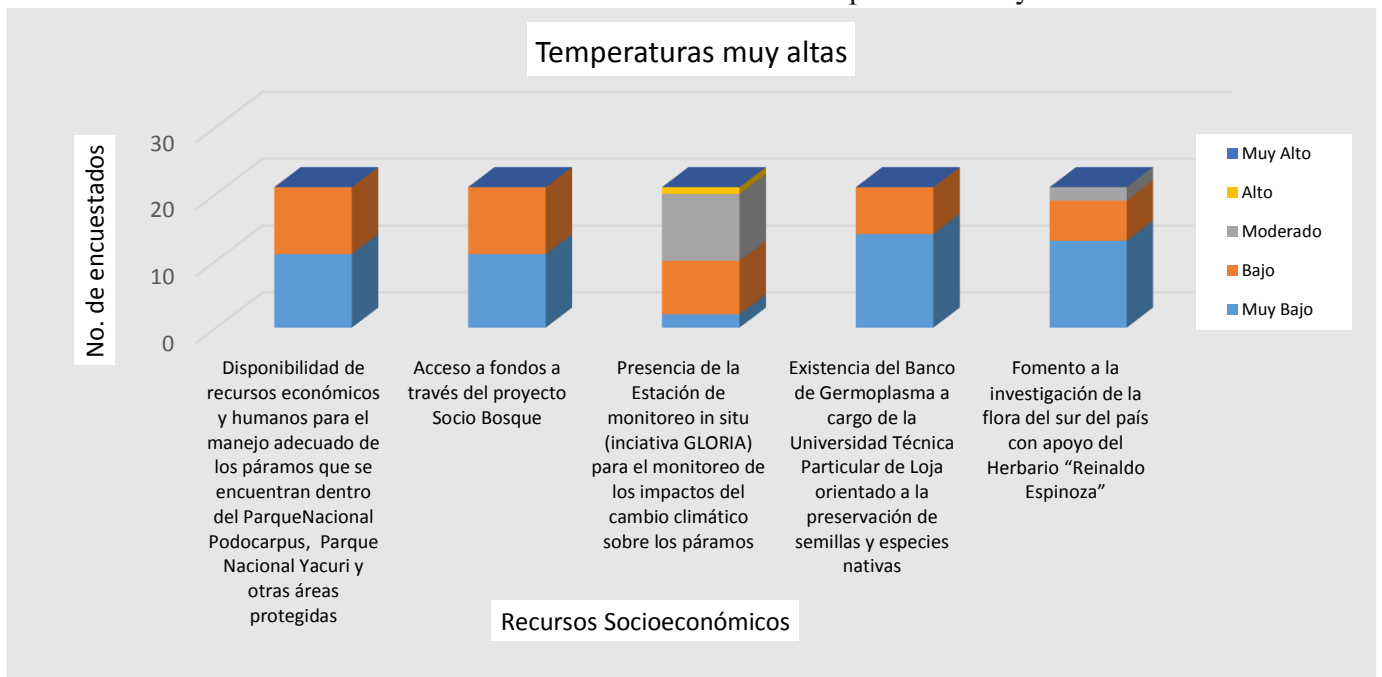 Temperaturas muy altas
No. de encuestados
30
20
10
0
Muy Alto
Alto
Moderado
Bajo
Muy Bajo
Disponibilidad de
recursos económicos
y humanos para el
manejo adecuado de
los páramos que se
encuentran dentro
del ParqueNacional
Podocarpus, Parque
Nacional Yacuri y
otras áreas
protegidas
Acceso a fondos a
través del proyecto
Socio Bosque
Presencia de la
Estación de
monitoreo in situ
(inciativa GLORIA)
para el monitoreo de
los impactos del
cambio climático
sobre los páramos
Existencia del Banco
de Germoplasma a
cargo de la
Universidad Técnica
Particular de Loja
orientado a la
preservación de
semillas y especies
nativas
Fomento a la
investigación de la
flora del sur del país
con apoyo del
Herbario “Reinaldo
Espinoza”
Recursos Socioeconómicos